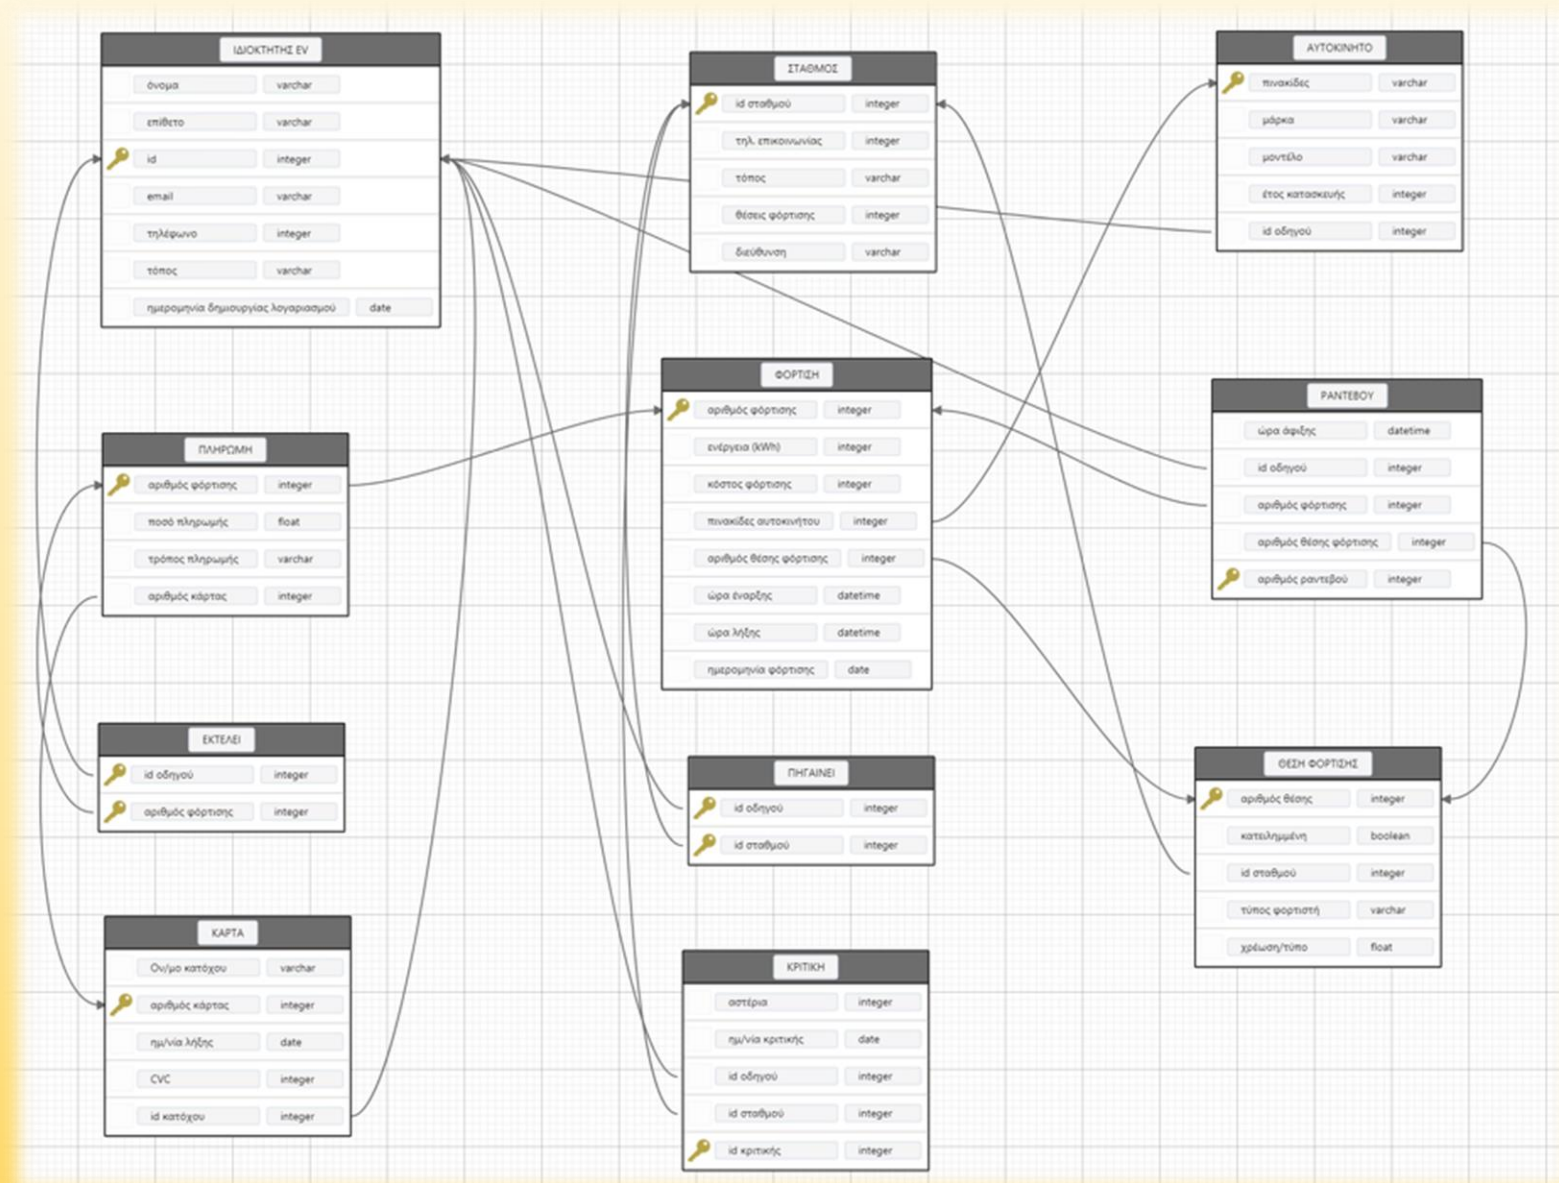 ΙΔΙΟΚΤΗΤΗΣ EV
όνομα varchar
επίθετο varchar
id integer
email varchar
τηλέφωνο integer
τόπος varchar
ημερομηνία δημιουργίας λογαριασμού date
ΣΤΑΘΜΟΣ
id σταθμού integer
τηλ. επικοινωνίας integer
τόπος varchar
θέσεις φόρτισης integer
διεύθυνση varchar
ΑΥΤΟΚΙΝΗΤΟ
πινακίδες varchar
μάρκα varchar
μοντέλο varchar
έτος κατασκευής integer
id οδηγού integer
ΠΛΗΡΩΜΗ
αριθμός φόρτισης integer
ποσό πληρωμής float
τρόπος πληρωμής varchar
αριθμός κάρτας integer
ΦΟΡΤΙΣΗ
αριθμός φόρτισης integer
ενέργεια (kWh) integer
κόστος φόρτισης integer
πινακίδες αυτοκινήτου integer
αριθμός θέσης φόρτισης integer
ώρα έναρξης datetime
ώρα λήξης datetime
ημερομηνία φόρτισης date
ΡΑΝΤΕΒΟΥ
ώρα άφιξης datetime
id οδηγού integer
αριθμός φόρτισης integer
αριθμός θέσης φόρτισης integer
αριθμός ραντεβού integer
ΕΚΤΕΛΕΙ
id οδηγού integer
αριθμός φόρτισης integer
ΠΗΓΑΙΝΕΙ
id οδηγού integer
id σταθμού integer
ΘΕΣΗ ΦΟΡΤΙΣΗΣ
αριθμός θέσης integer
κατειλημμένη boolean
id σταθμού integer
τύπος φορτιστή varchar
χρέωση/τύπο float
ΚΑΡΤΑ
Ον/μο κατόχου varchar
αριθμός κάρτας integer
ημ/νία λήξης date
CVC integer
id κατόχου integer
ΚΡΙΤΙΚΗ
αστέρια integer
ημ/νία κριτικής date
id οδηγού integer
id σταθμού integer
id κριτικής integer